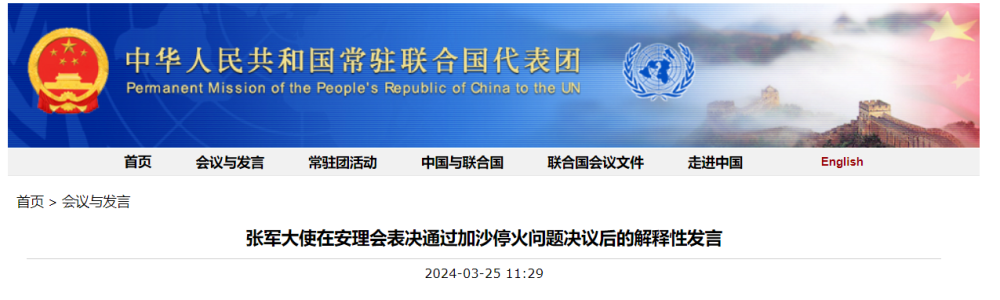 中华人民共和国常驻联合国代表团
Permanent Mission of the People's Republic of China to the UN
首页 会议与发言 常驻团活动 中国与联合国 联合国会议文件 走进中国 English
首页 > 会议与发言
张军大使在安理会表决通过加沙停火问题决议后的解释性发言
2024-03-25 11:29